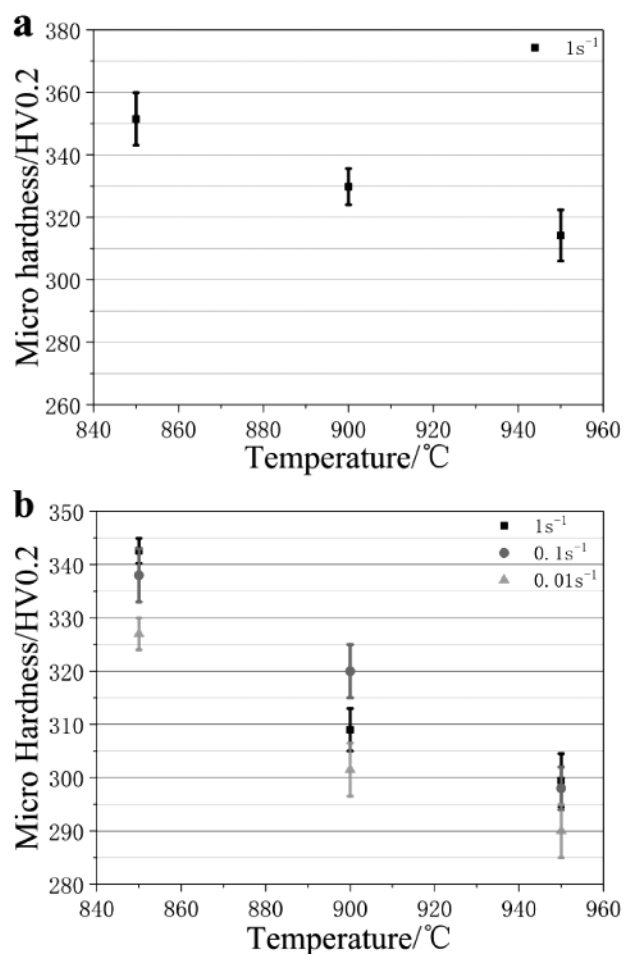 a
380
360
340
320
300
280
260
Micro hardness/HV0.2
1s⁻¹
840 860 880 900 920 940 960
Temperature/℃
b
350
340
330
320
310
300
290
280
Micro Hardness/HV0.2
1s⁻¹
0.1s⁻¹
0.01s⁻¹
840 860 880 900 920 940 960
Temperature/℃